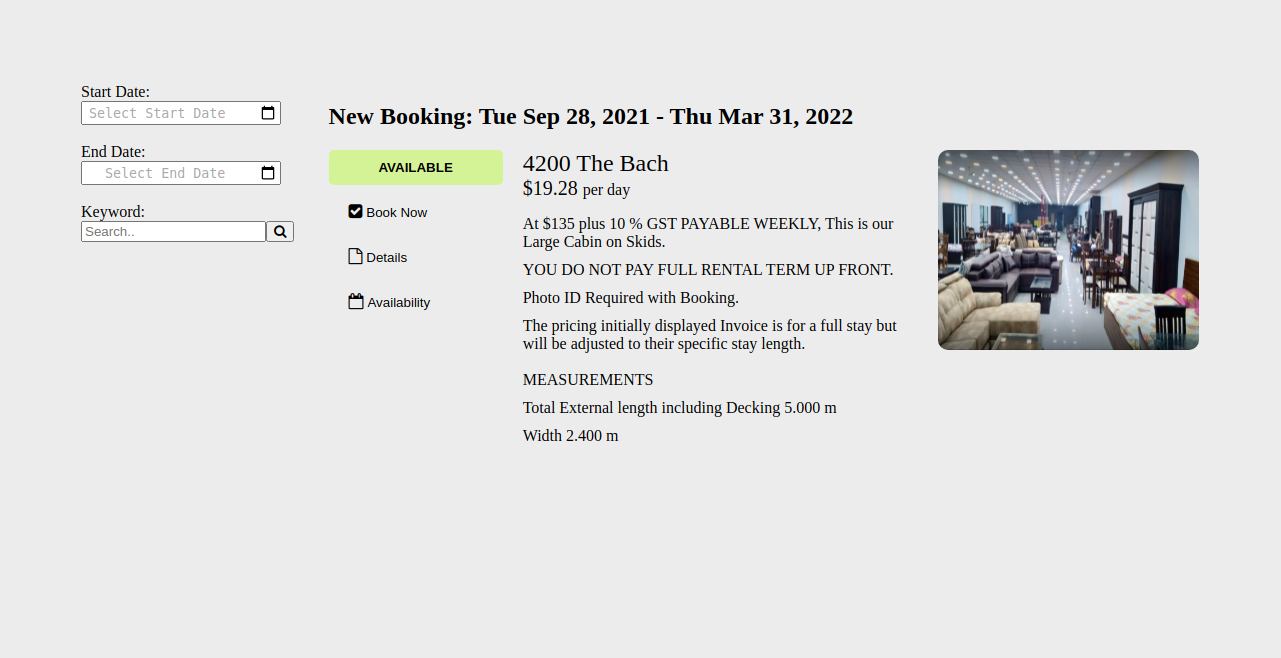 Start Date:
Select Start Date
End Date:
Select End Date
Keyword:
Search..
New Booking: Tue Sep 28, 2021 - Thu Mar 31, 2022
AVAILABLE
Book Now
Details
Availability
4200 The Bach
$19.28 per day
At $135 plus 10 % GST PAYABLE WEEKLY, This is our
Large Cabin on Skids.
YOU DO NOT PAY FULL RENTAL TERM UP FRONT.
Photo ID Required with Booking.
The pricing initially displayed Invoice is for a full stay but
will be adjusted to their specific stay length.
MEASUREMENTS
Total External length including Decking 5.000 m
Width 2.400 m